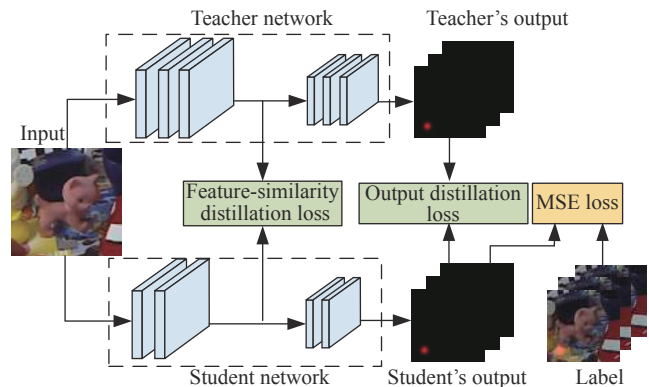 Teacher network
Teacher’s output
Input
Feature-similarity
distillation loss
Output distillation
loss
MSE loss
Student network
Student’s output
Label